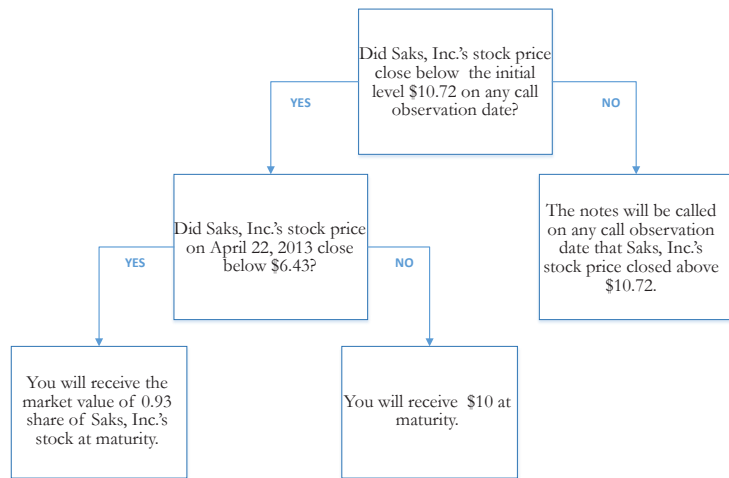 Did Saks, Inc.'s stock price
close below the initial
level $10.72 on any call
observation date?
YES
NO
Did Saks, Inc.'s stock price
on April 22, 2013 close
below $6.43?
The notes will be called
on any call observation
date that Saks, Inc.'s
stock price closed above
$10.72.
YES
NO
You will receive the
market value of 0.93
share of Saks, Inc.'s
stock at maturity.
You will receive $10 at
maturity.